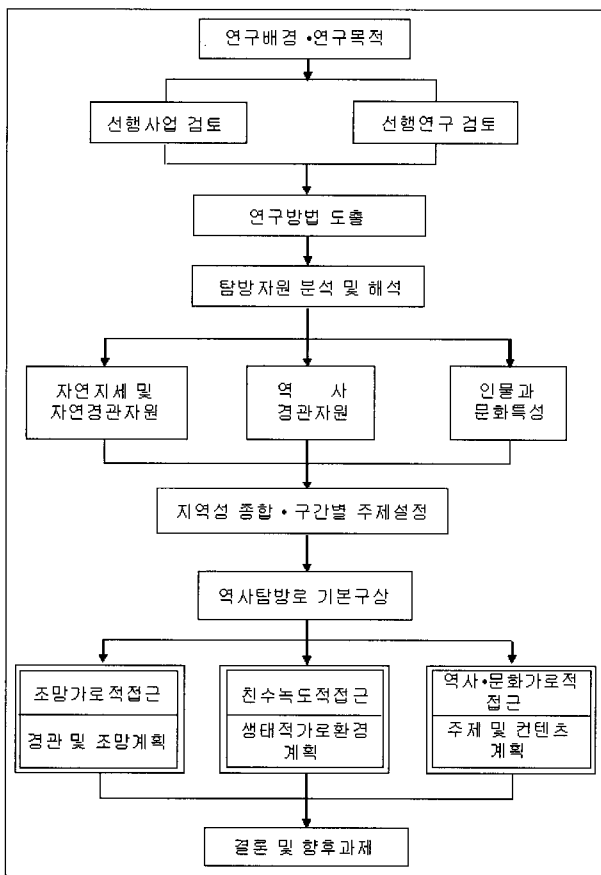 연구배경 •연구목적
선행사업 검토
선행연구 검토
연구방법 도출
탐방자원 분석 및 해석
자연지세 및
자연경관자원
역 사
경관자원
인물과
문화특성
지역성 종합 • 구간별 주제설정
역사탐방로 기본구상
조망가로적접근
경관 및 조망계획
친수녹도적접근
생태적가로환경
계획
역사•문화가로적
접근
주제 및 컨텐츠
계획
결론 및 향후과제